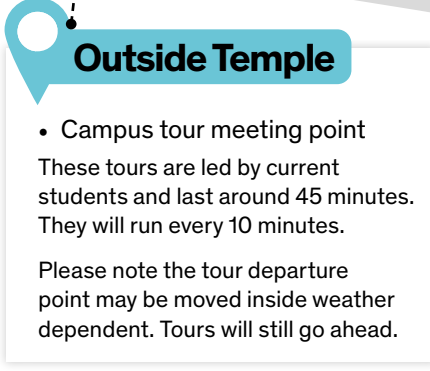 Outside Temple
• Campus tour meeting point
These tours are led by current
students and last around 45 minutes.
They will run every 10 minutes.
Please note the tour departure
point may be moved inside weather
dependent. Tours will still go ahead.